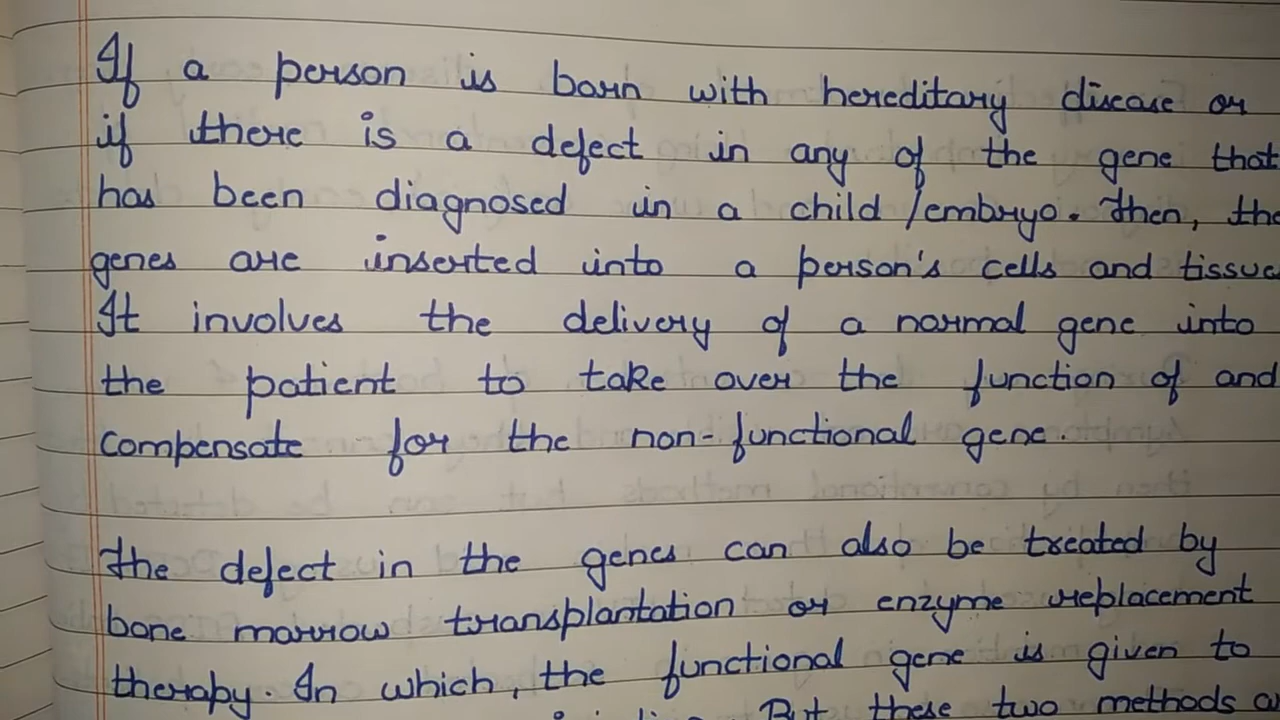 If a person is born with hereditary disease or
if there is a defect in any of the gene that
has been diagnosed in a child /embryo. Then, the
genes are inserted into a person's cells and tissue
It involves the delivery of a normal gene into
the patient to take over the function of and
compensate for the non-functional gene.
The defect in the genes can also be treated by
bone marrow transplantation or enzyme replacement
therapy. In which, the functional gene is given to
But these two methods a